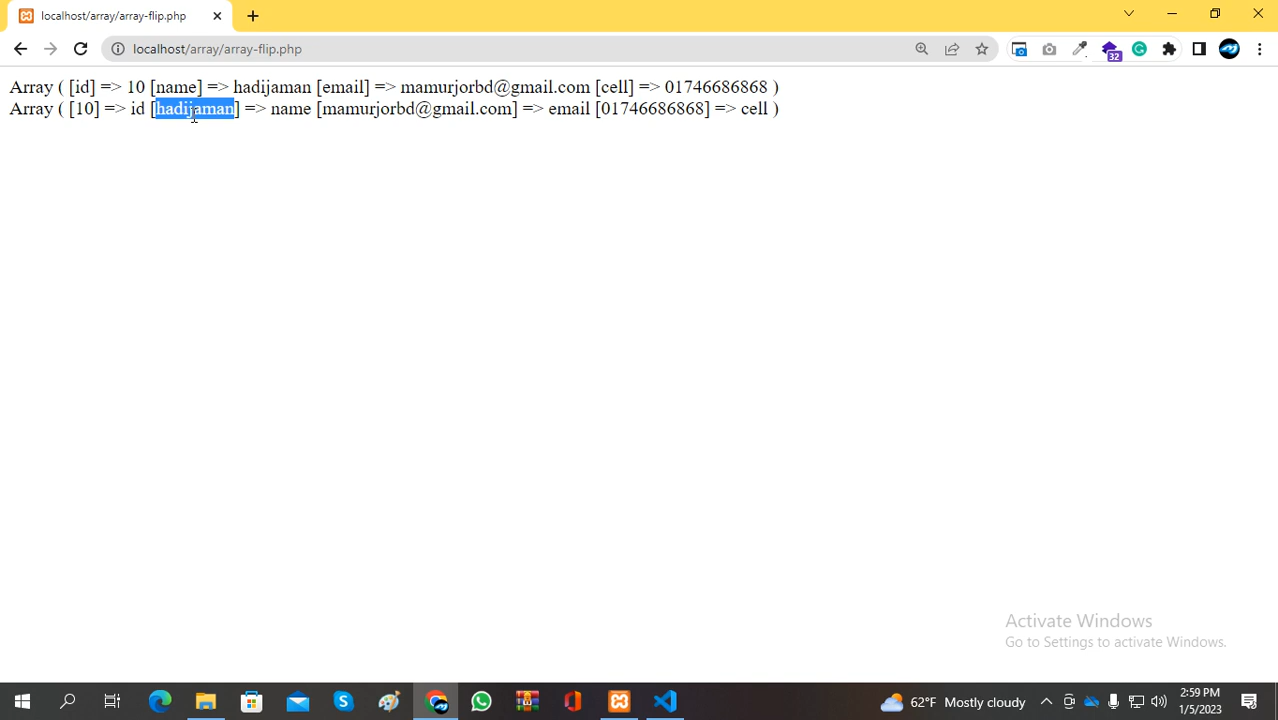 localhost/array/array-flip.php
localhost/array/array-flip.php
32
Array ( [id] => 10 [name] => hadijaman [email] => mamurjorbd@gmail.com [cell] => 01746686868 )
Array ( [10] => id [hadijaman] => name [mamurjorbd@gmail.com] => email [01746686868] => cell )
Activate Windows
Go to Settings to activate Windows.
62°F Mostly cloudy
2:59 PM
1/5/2023